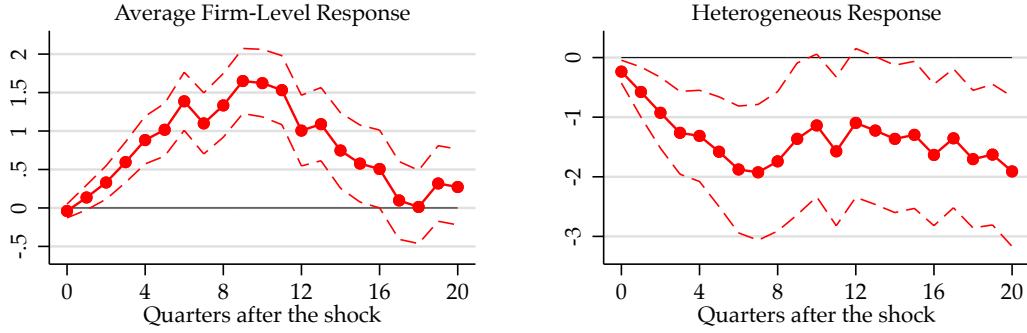 Average Firm-Level Response
2
1.5
1
.5
0
-.5
0 4 8 12 16 20
Quarters after the shock
Heterogeneous Response
0
-1
-2
-3
0 4 8 12 16 20
Quarters after the shock